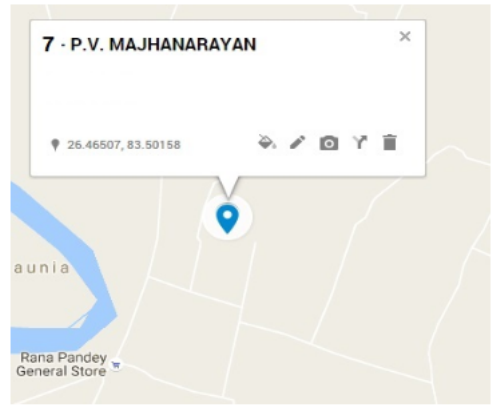 7 - P.V. MAJHANARAYAN
26.46507, 83.50158
aunia
Rana Pandey
General Store